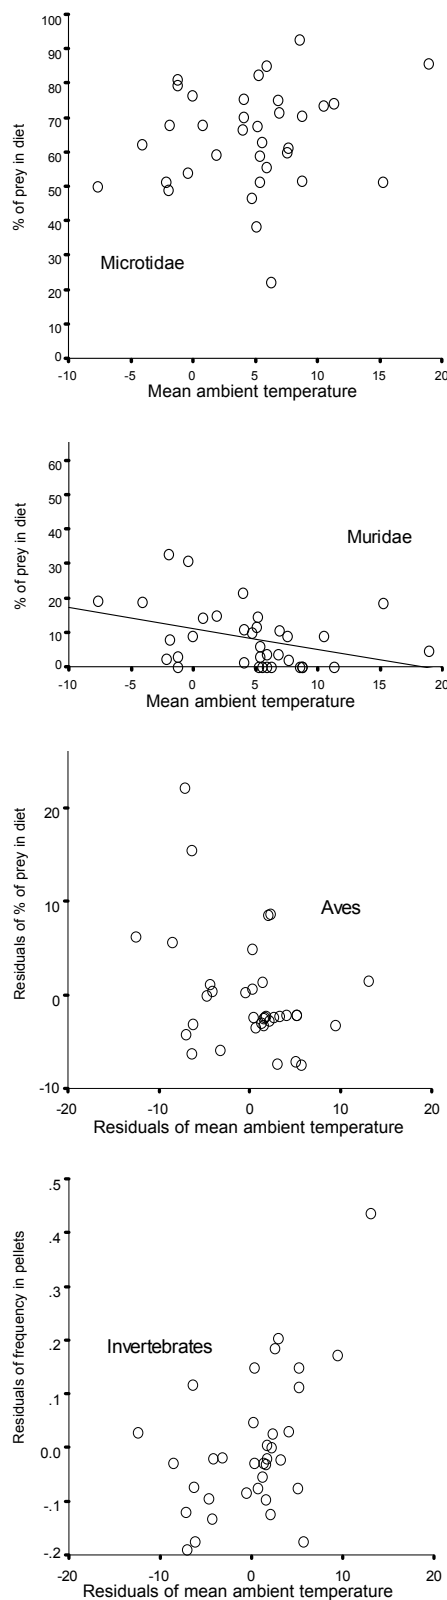 100
90
80
70
60
50
40
30
20
10
0
% of prey in diet
Microtidae
-10 -5 0 5 10 15 20
Mean ambient temperature
60
50
40
30
20
10
0
% of prey in diet
Muridae
-10 -5 0 5 10 15 20
Mean ambient temperature
20
10
0
-10
Residuals of % of prey in diet
Aves
-20 -10 0 10 20
Residuals of mean ambient temperature
.5
.4
.3
.2
.1
0.0
-.1
-.2
Residuals of frequency in pellets
Invertebrates
-20 -10 0 10 20
Residuals of mean ambient temperature